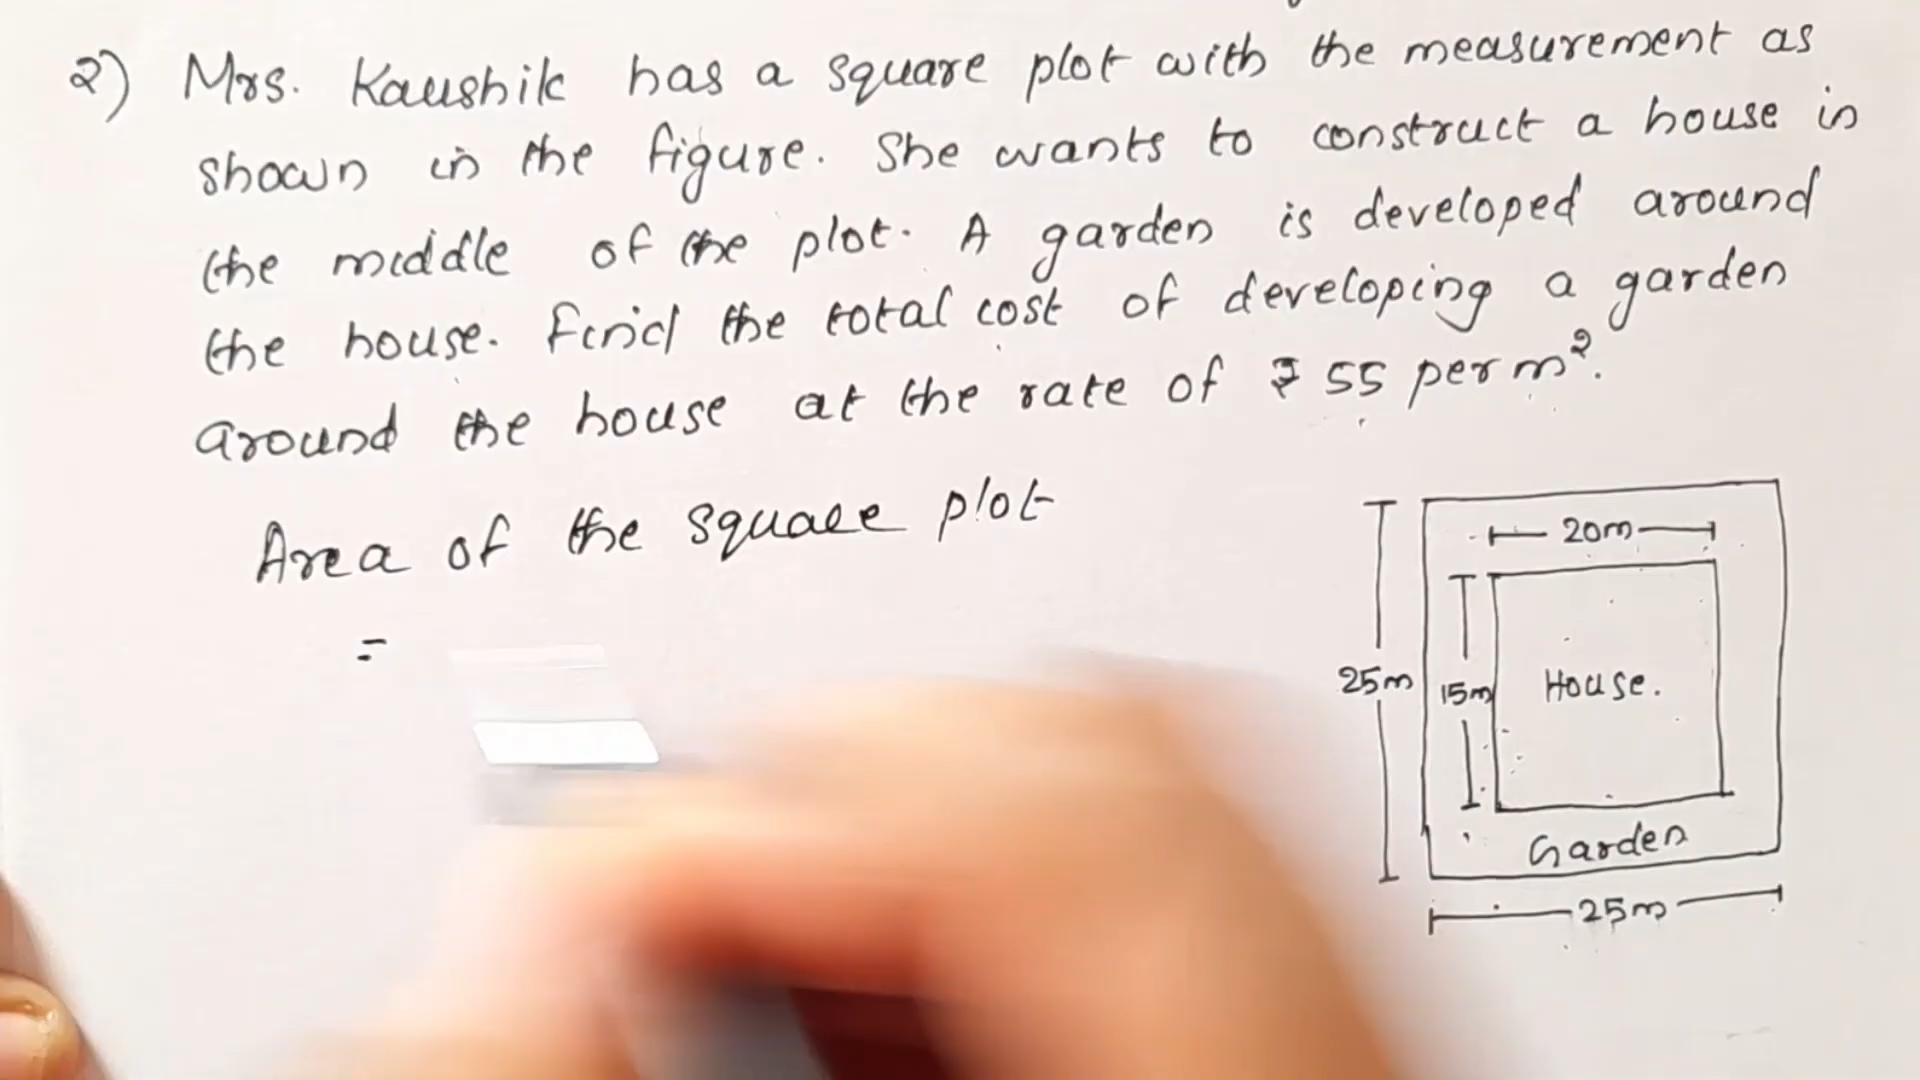 2) Mrs. Kaushik has a square plot with the measurement as
shown in the figure. She wants to construct a house in
the middle of the plot. A garden is developed around
the house. Find the total cost of developing a garden
around the house at the rate of ₹ 55 per m².
Area of the square plot
=
20m
25m
15m
House.
Garden
25m